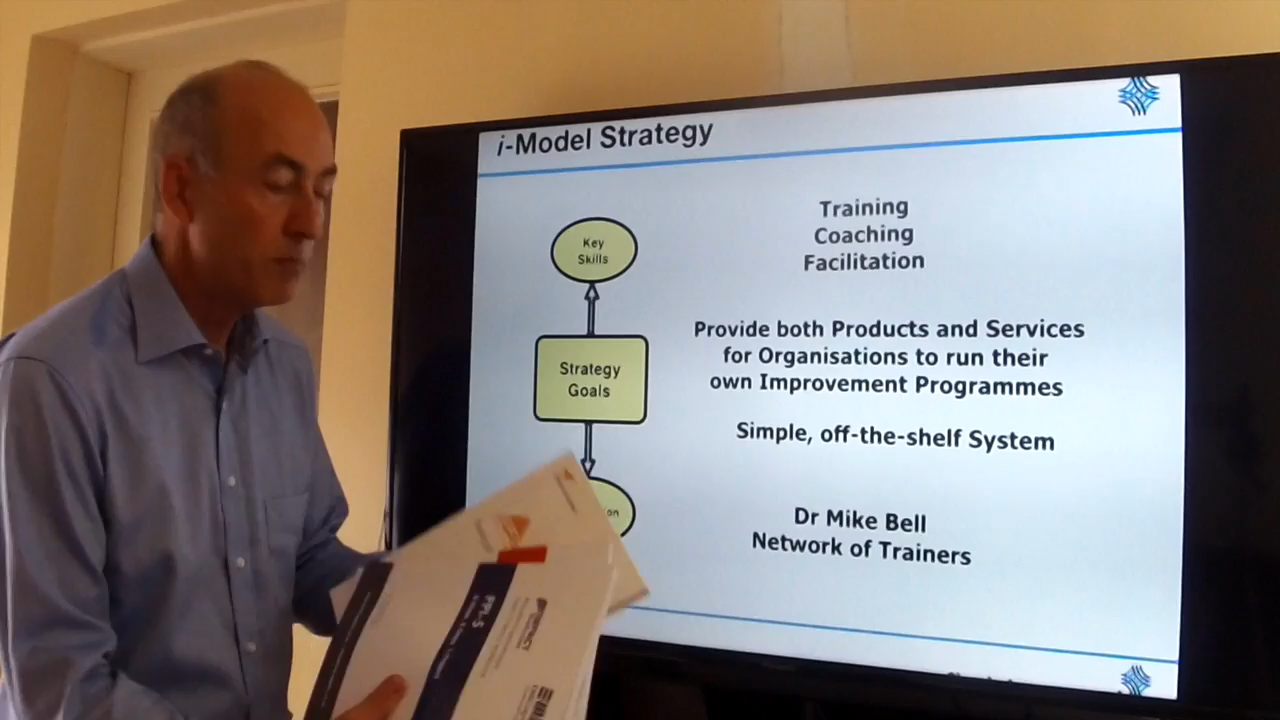 i-Model Strategy
Key
Skills
Training
Coaching
Facilitation
Strategy
Goals
Provide both Products and Services
for Organisations to run their
own Improvement Programmes
Simple, off-the-shelf System
on
Dr Mike Bell
Network of Trainers